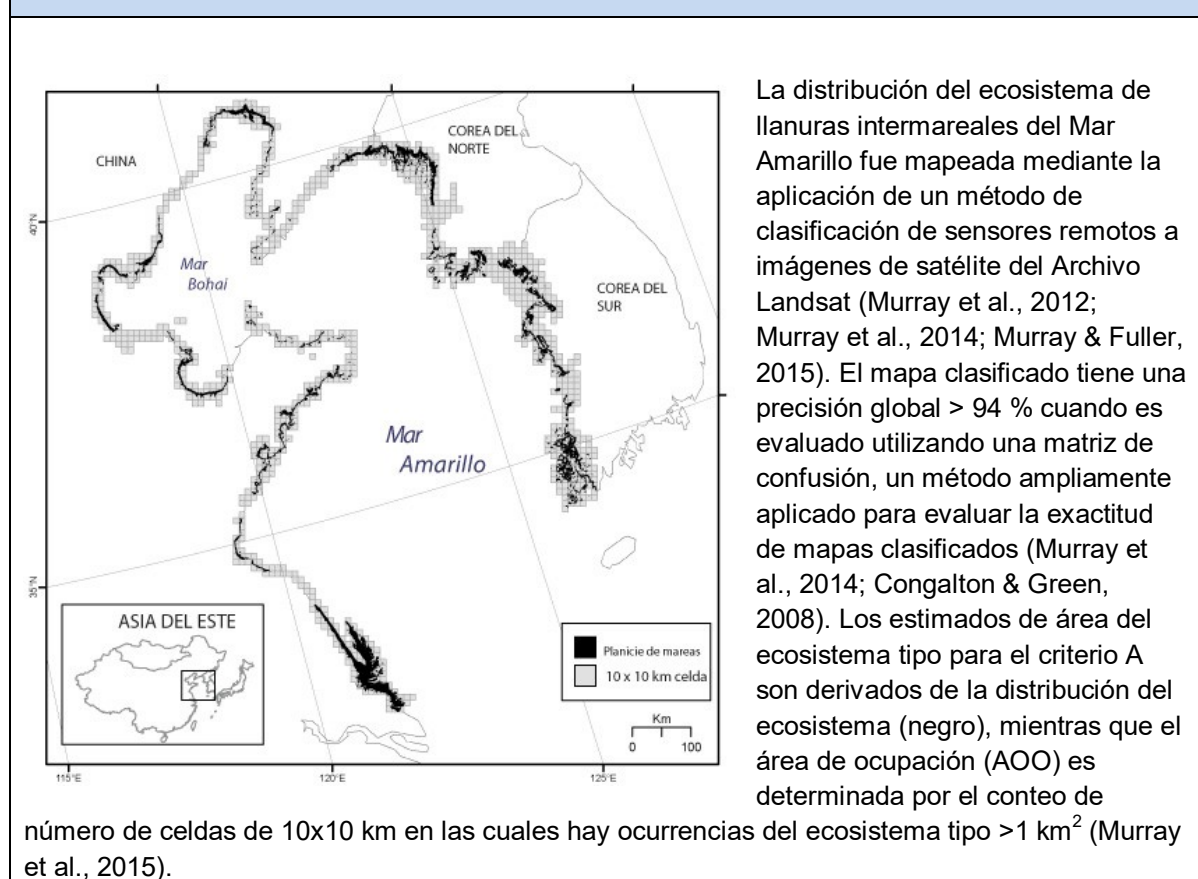 CHINA
COREA DEL
NORTE
40°N
Mar
Bohai
COREA DEL
SUR
Mar
Amarillo
35°N
ASIA DEL ESTE
Planicie de mareas
10 x 10 km celda
Km
0 100
115°E 120°E 125°E
La distribución del ecosistema de
llanuras intermareales del Mar
Amarillo fue mapeada mediante la
aplicación de un método de
clasificación de sensores remotos a
imágenes de satélite del Archivo
Landsat (Murray et al., 2012;
Murray et al., 2014; Murray & Fuller,
2015). El mapa clasificado tiene una
precisión global > 94 % cuando es
evaluado utilizando una matriz de
confusión, un método ampliamente
aplicado para evaluar la exactitud
de mapas clasificados (Murray et
al., 2014; Congalton & Green,
2008). Los estimados de área del
ecosistema tipo para el criterio A
son derivados de la distribución del
ecosistema (negro), mientras que el
área de ocupación (AOO) es
determinada por el conteo de
número de celdas de 10x10 km en las cuales hay ocurrencias del ecosistema tipo >1 km² (Murray
et al., 2015).